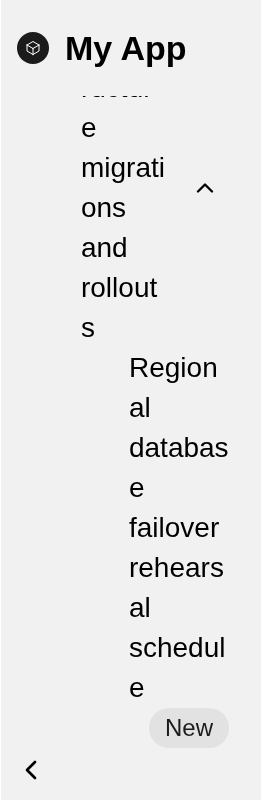 My App
e
migrati
ons
and
rollout
s
Region
al
databas
e
failover
rehears
al
schedul
e
New